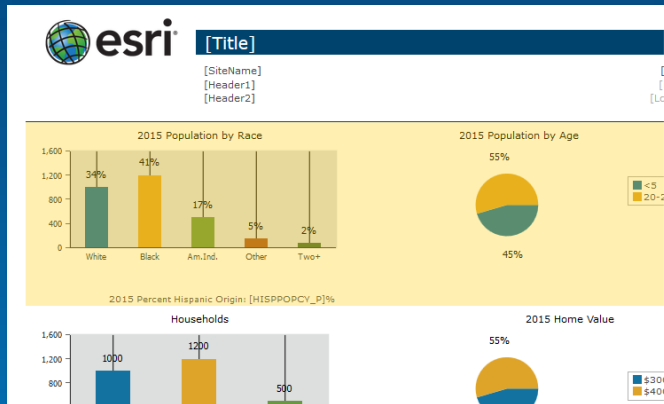 esri
[Title]
[SiteName]
[Header1]
[Header2]
2015 Population by Race
1,600
1,200
800
400
0
34%
41%
17%
5%
2%
White Black Am.Ind. Other Two+
2015 Percent Hispanic Origin: [HISPPOPCY_P]%
2015 Population by Age
55%
45%
<5
Households
1,600
1,200
800
1000
1200
500
2015 Home Value
55%